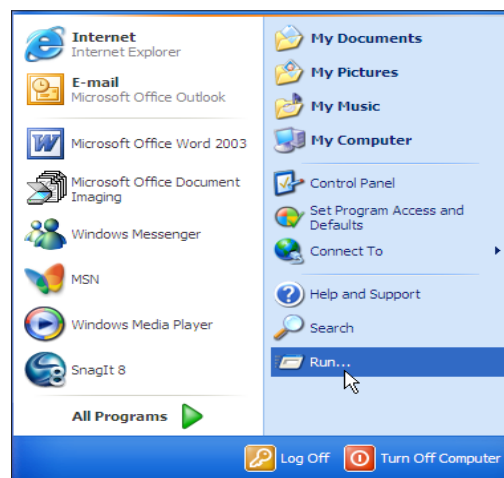 Internet
Internet Explorer
E-mail
Microsoft Office Outlook
Microsoft Office Word 2003
Microsoft Office Document
Imaging
Windows Messenger
MSN
Windows Media Player
SnagIt 8
All Programs
My Documents
My Pictures
My Music
My Computer
Control Panel
Set Program Access and
Defaults
Connect To
Help and Support
Search
Run...
Log Off
Turn Off Computer